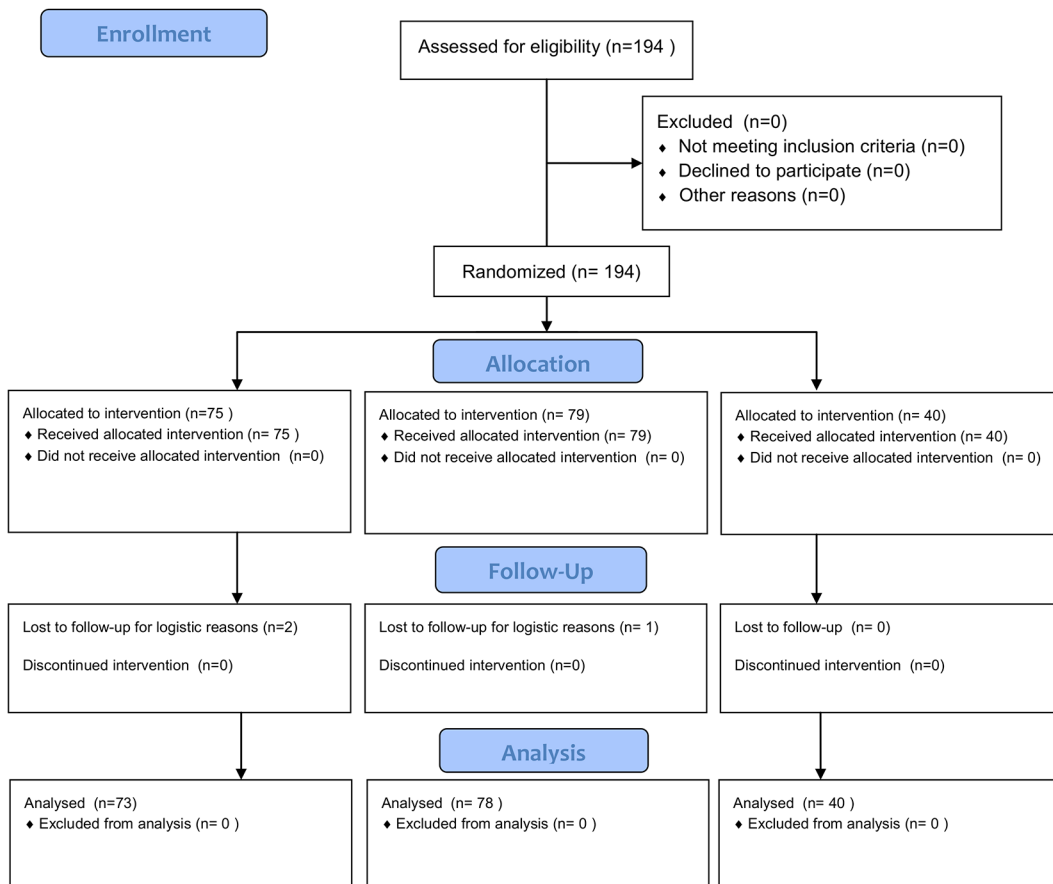 Enrollment
Assessed for eligibility (n=194 )
Excluded (n=0)
♦ Not meeting inclusion criteria (n=0)
♦ Declined to participate (n=0)
♦ Other reasons (n=0)
Randomized (n= 194)
Allocation
Allocated to intervention (n=75 )
♦ Received allocated intervention (n= 75 )
♦ Did not receive allocated intervention (n=0)
Allocated to intervention (n= 79)
♦ Received allocated intervention (n= 79)
♦ Did not receive allocated intervention (n= 0)
Allocated to intervention (n= 40)
♦ Received allocated intervention (n= 40)
♦ Did not receive allocated intervention (n= 0)
Follow-Up
Lost to follow-up for logistic reasons (n=2)
Discontinued intervention (n=0)
Lost to follow-up for logistic reasons (n= 1)
Discontinued intervention (n=0)
Lost to follow-up (n= 0)
Discontinued intervention (n=0)
Analysis
Analysed (n=73)
♦ Excluded from analysis (n= 0 )
Analysed (n= 78 )
♦ Excluded from analysis (n= 0 )
Analysed (n= 40 )
♦ Excluded from analysis (n= 0 )